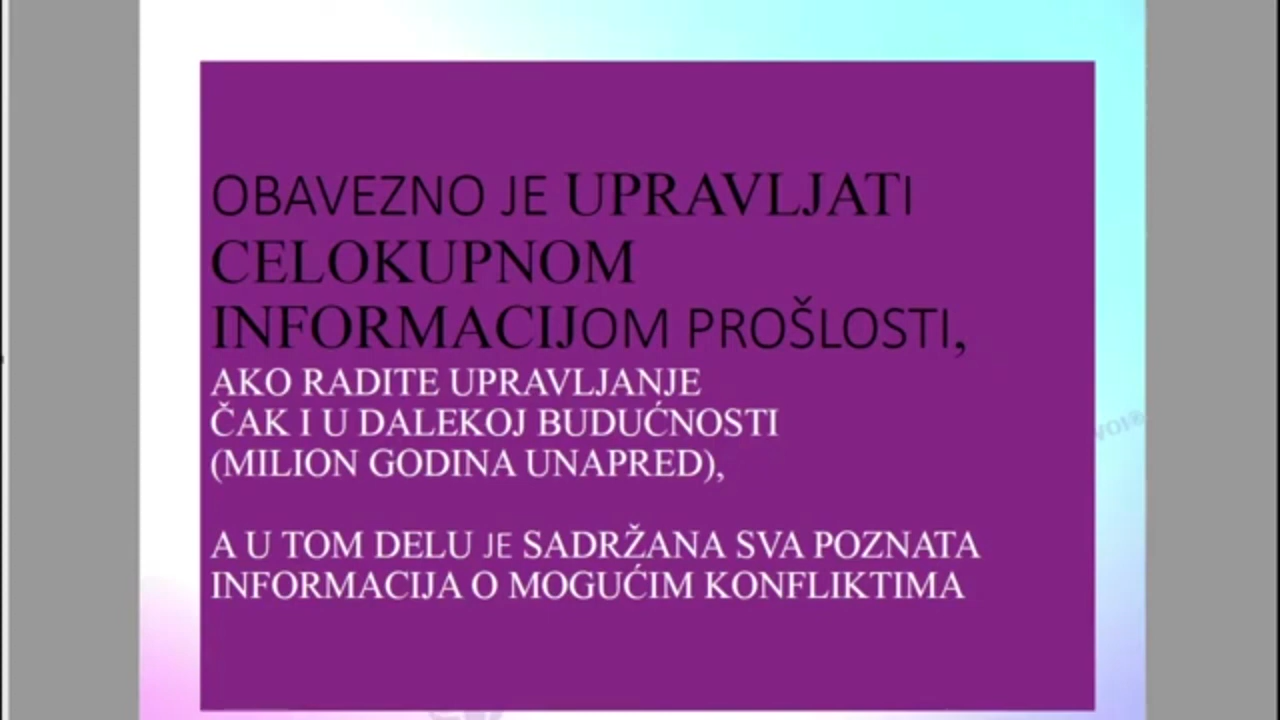 OBAVEZNO JE UPRAVLJATI
CELOKUPNOM
INFORMACIJOM PROŠLOSTI,
AKO RADITE UPRAVLJANJE
ČAK I U DALEKOJ BUDUĆNOSTI
(MILION GODINA UNAPRED),
A U TOM DELU JE SADRŽANA SVA POZNATA
INFORMACIJA O MOGUĆIM KONFLIKTIMA